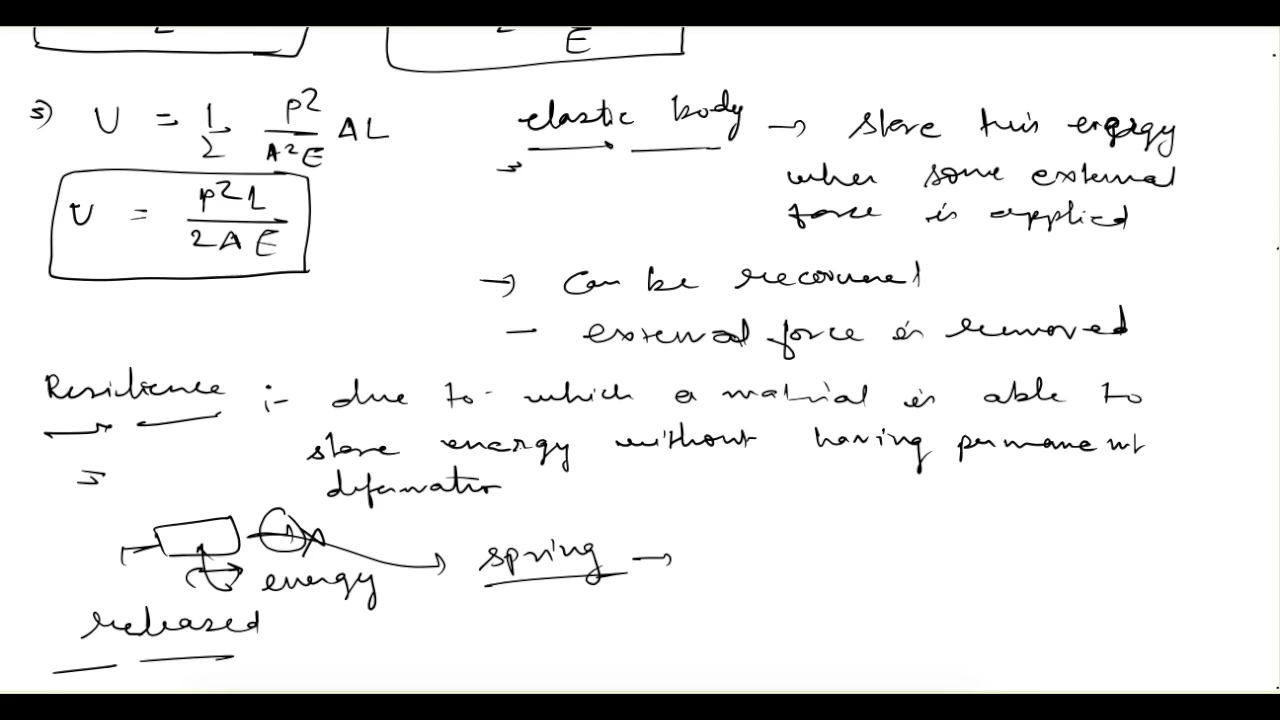 E
3) U = 1/2 P²/A²E AL
U = P²L/2AE
elastic body → store this energy
when some external
force is applied
→ Can be recovered
- external force is removed
Resilience :- due to which a material is able to
store energy without having permanent
deformation
energy
spring →
released